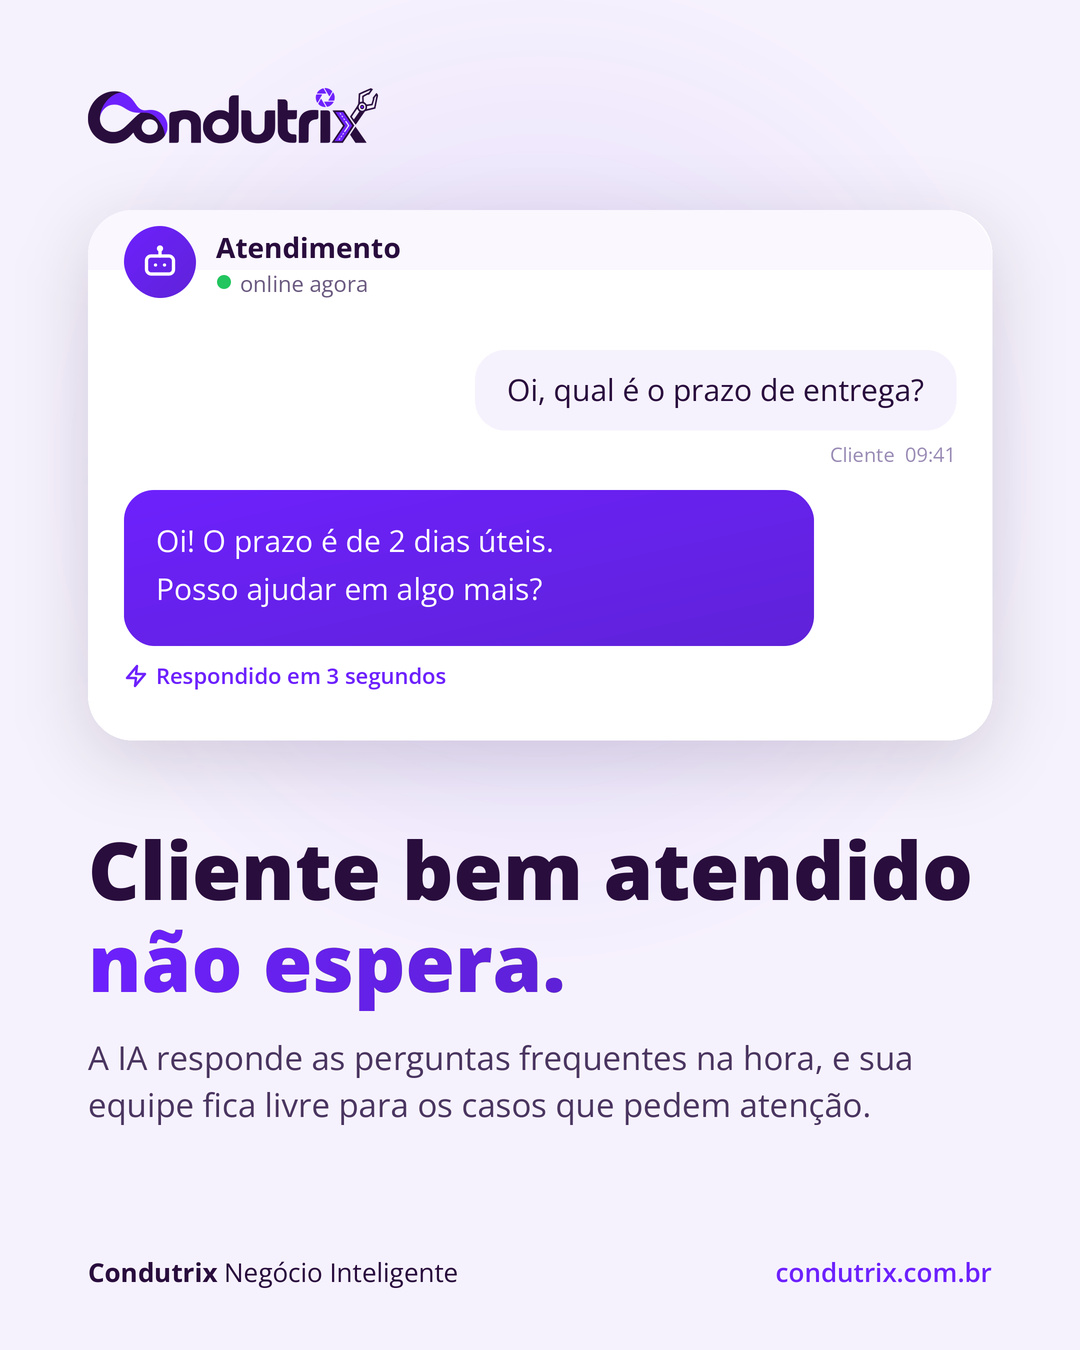 Condutrix
Atendimento
online agora
Oi, qual é o prazo de entrega?
Cliente 09:41
Oi! O prazo é de 2 dias úteis.
Posso ajudar em algo mais?
Respondido em 3 segundos
Cliente bem atendido
não espera.
A IA responde as perguntas frequentes na hora, e sua
equipe fica livre para os casos que pedem atenção.
Condutrix Negócio Inteligente
condutrix.com.br